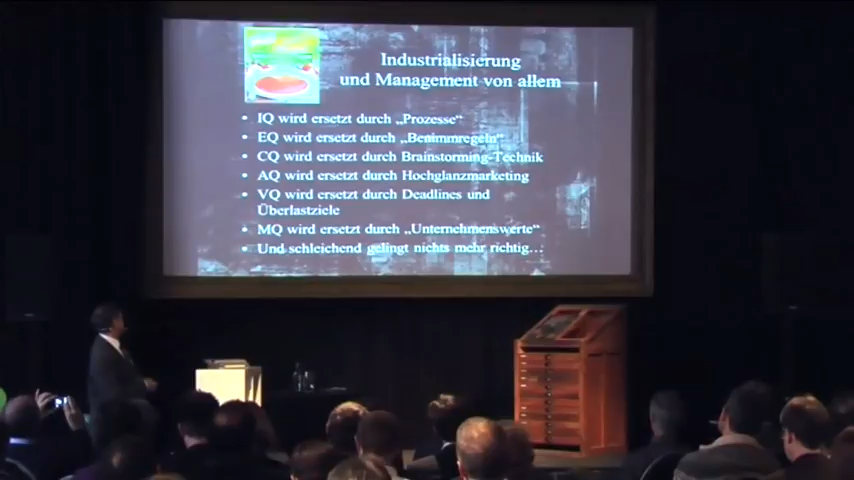 Industrialisierung
und Management von allem
• IQ wird ersetzt durch „Prozesse“
• EQ wird ersetzt durch „Benimmregeln“
• CQ wird ersetzt durch Brainstorming-Technik
• AQ wird ersetzt durch Hochglanzmarketing
• VQ wird ersetzt durch Deadlines und
Überlastziele
• MQ wird ersetzt durch „Unternehmenswerte“
• Und schleichend gelingt nichts mehr richtig…